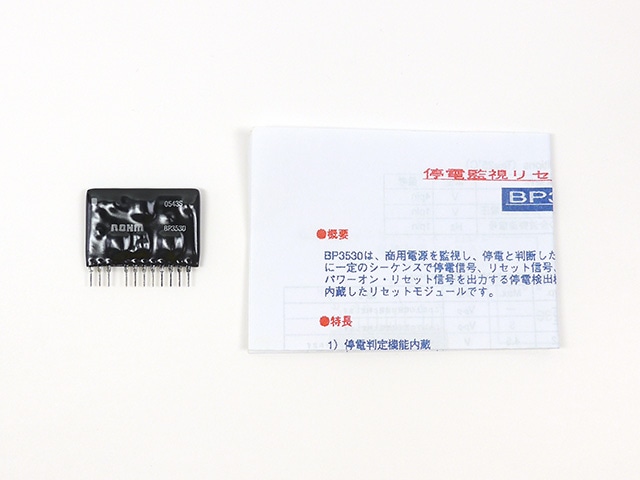 0543S
ROHM
BP3530
停電監視リセ
BP3
●概要
BP3530は、商用電源を監視し、停電と判断した
に一定のシーケンスで停電信号、リセット信号、
パワーオン・リセット信号を出力する停電検出機
内蔵したリセットモジュールです。
●特長
1) 停電判定機能内蔵